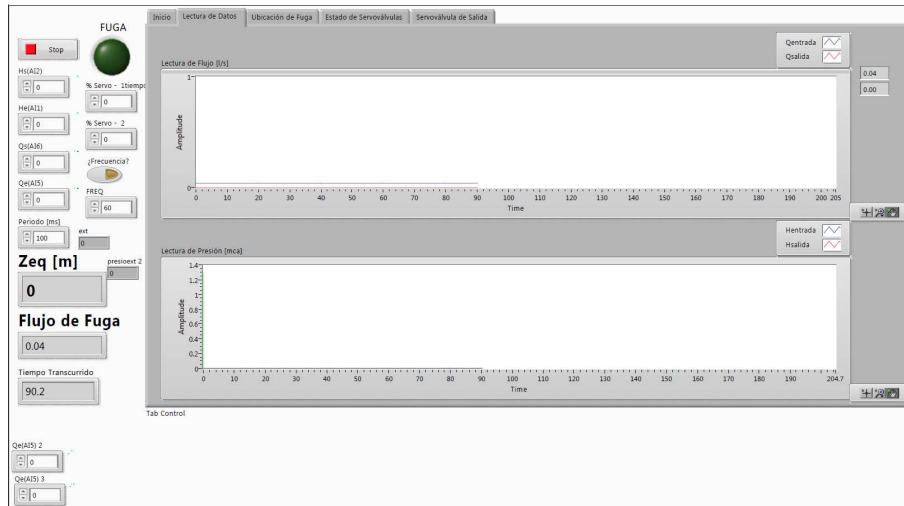 Inicio Lectura de Datos Ubicación de Fuga Estado de Servoválvulas Servoválvula de Salida
FUGA
Stop
Hs(AI2)
0
% Servo - 1tiempo
0
He(AI1)
0
% Servo - 2
0
Qs(AI6)
0
¿Frecuencia?
Qe(AI5)
0
FREQ
60
Periodo [ms]
100
ext
0
Zeq [m]
0
presioext 2
0
Flujo de Fuga
0.04
Tiempo Transcurrido
90.2
Qe(AI5) 2
0
Qe(AI5) 3
0
Lectura de Flujo [l/s]
Qentrada
Qsalida
0.04
0.00
Amplitude
1
0
0 10 20 30 40 50 60 70 80 90 100 110 120 130 140 150 160 170 180 190 200 205
Time
Lectura de Presión [mca]
Hentrada
Hsalida
Amplitude
1.4
1.2
1
0.8
0.6
0.4
0.2
0
0 10 20 30 40 50 60 70 80 90 100 110 120 130 140 150 160 170 180 190 204.7
Time
Tab Control